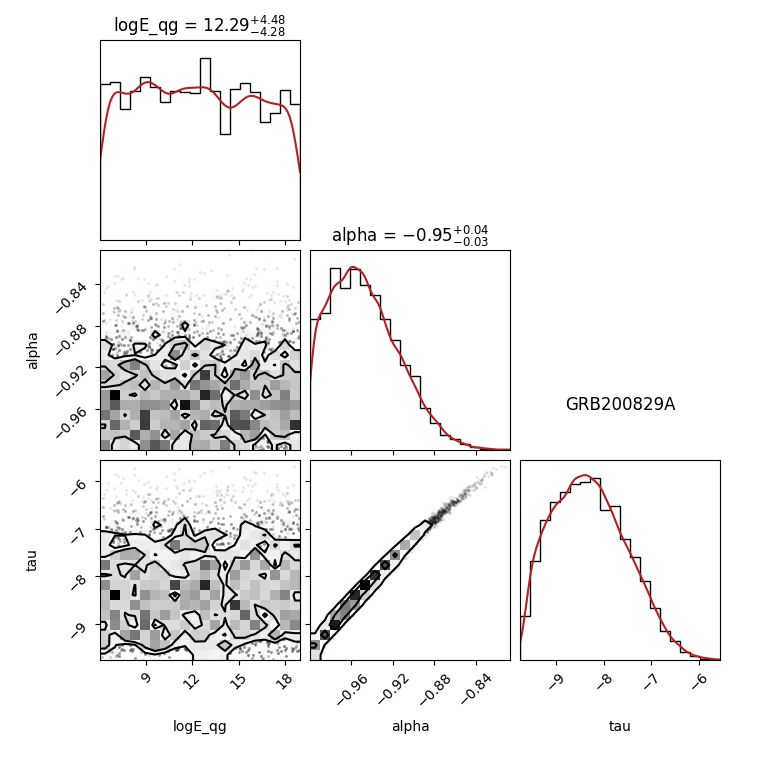 logE_qg = 12.29+4.48−4.28
alpha = −0.95+0.04−0.03
alpha
−0.84
−0.88
−0.92
−0.96
GRB200829A
tau
−6
−7
−8
−9
9 12 15 18
−0.96 −0.92 −0.88 −0.84
−9 −8 −7 −6
logE_qg alpha tau